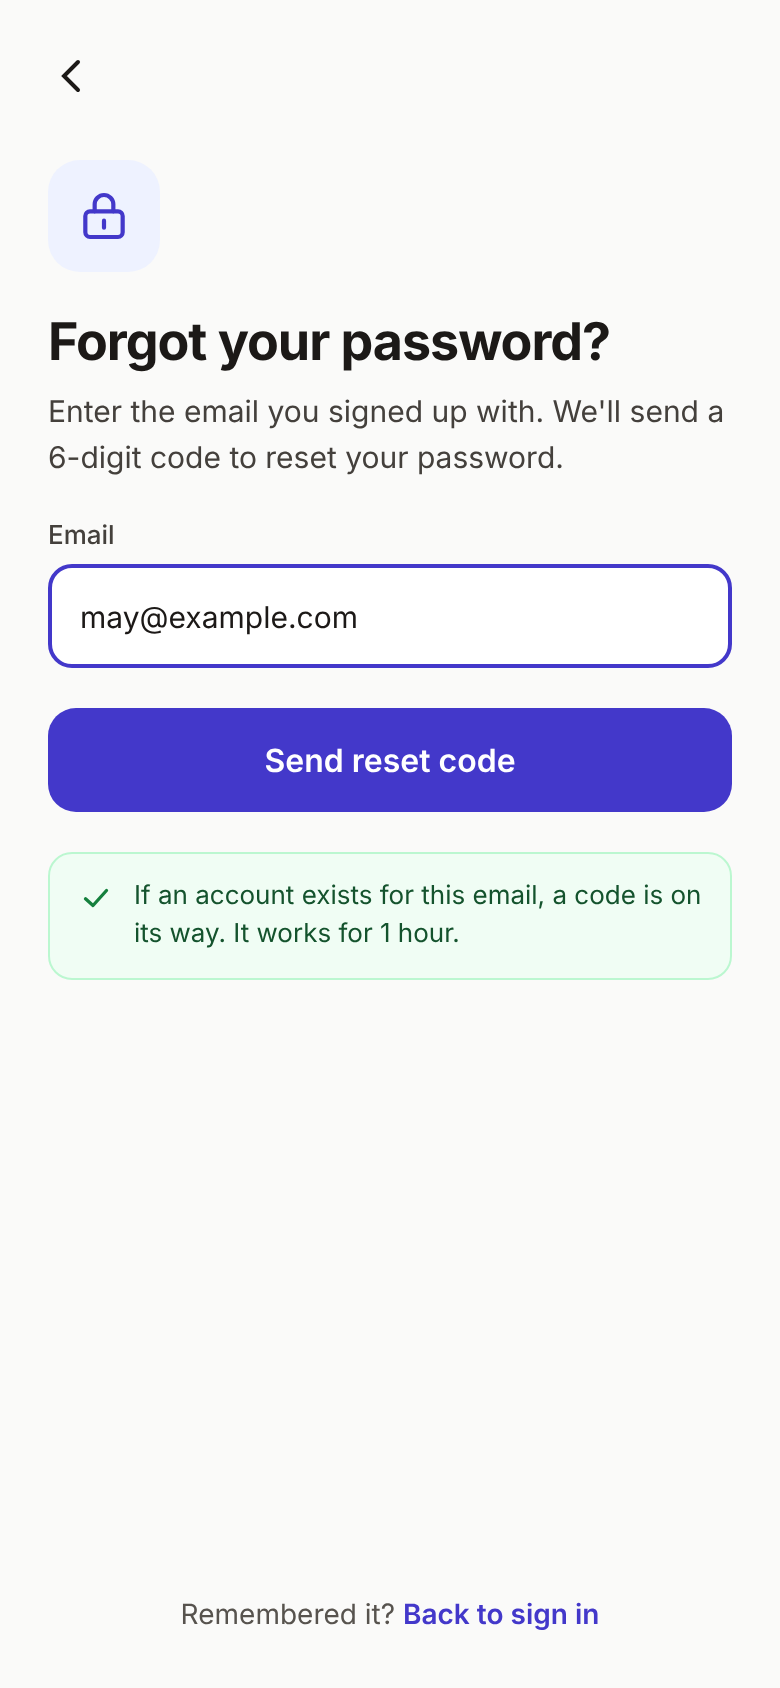 Forgot your password?
Enter the email you signed up with. We'll send a
6-digit code to reset your password.
Email
may@example.com
Send reset code
If an account exists for this email, a code is on
its way. It works for 1 hour.
Remembered it? Back to sign in